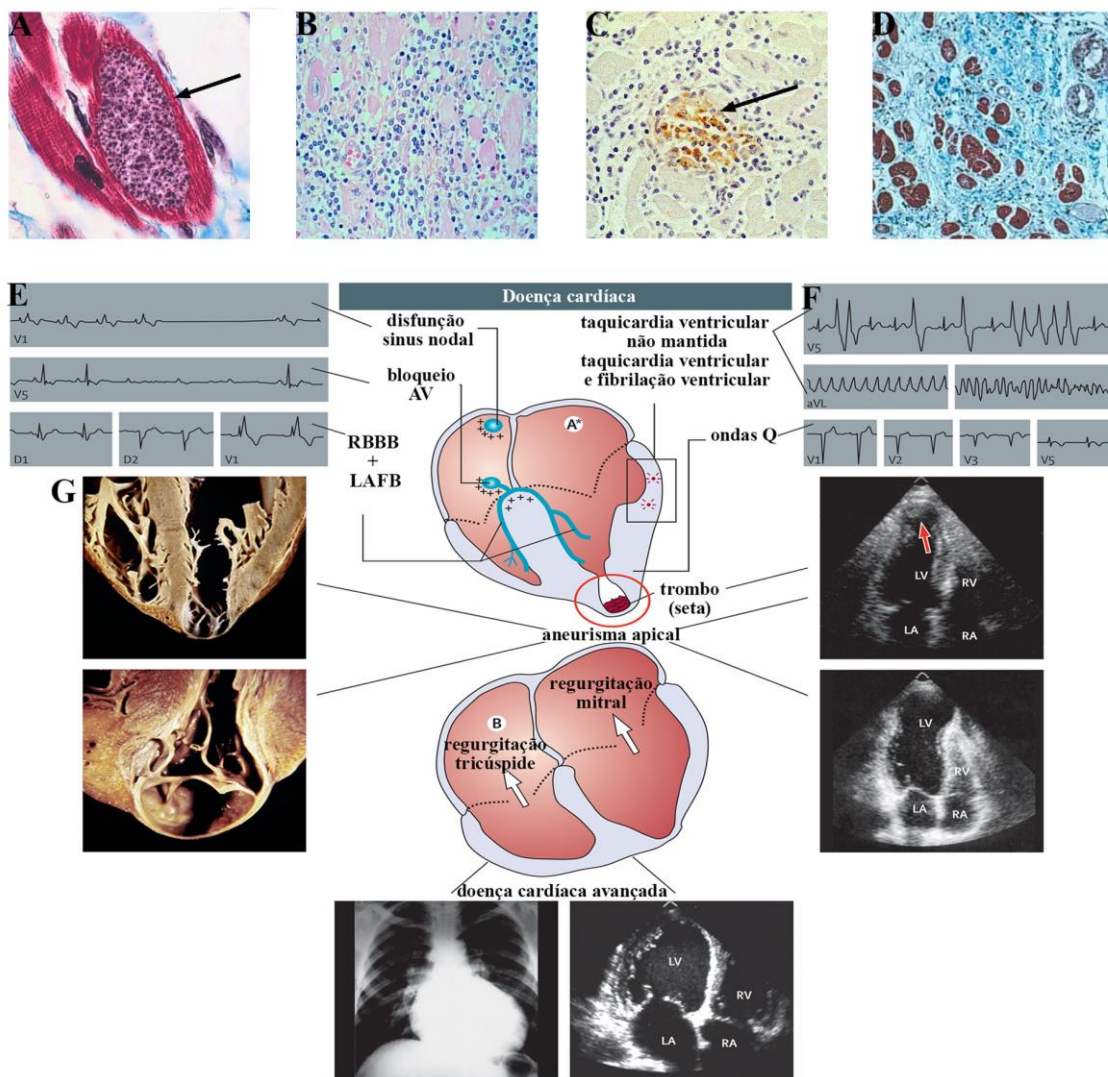 A
B
C
D
E
Doença cardíaca
F
V1
disfunção
sinus nodal
taquicardia ventricular
não mantida
taquicardia ventricular
e fibrilação ventricular
V5
V5
bloqueio
AV
aVL
D1
D2
V1
RBBB
+
LAFB
A*
ondas Q
V1
V2
V3
V5
G
trombo
(seta)
aneurisma apical
LV
RV
LA
RA
regurgitação
mitral
B
regurgitação
tricúspide
LV
RV
LA
RA
doença cardíaca avançada
LV
RV
LA
RA